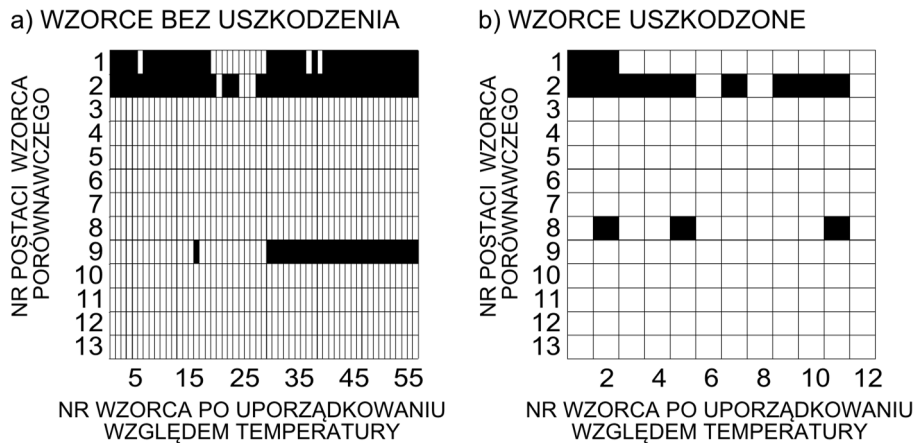 a) WZORCE BEZ USZKODZENIA
NR POSTACI WZORCA
PORÓWNAWCZEGO
1
2
3
4
5
6
7
8
9
10
11
12
13
5 15 25 35 45 55
NR WZORCA PO UPORZĄDKOWANIU
WZGLĘDEM TEMPERATURY
b) WZORCE USZKODZONE
NR POSTACI WZORCA
PORÓWNAWCZEGO
1
2
3
4
5
6
7
8
9
10
11
12
13
2 4 6 8 10 12
NR WZORCA PO UPORZĄDKOWANIU
WZGLĘDEM TEMPERATURY